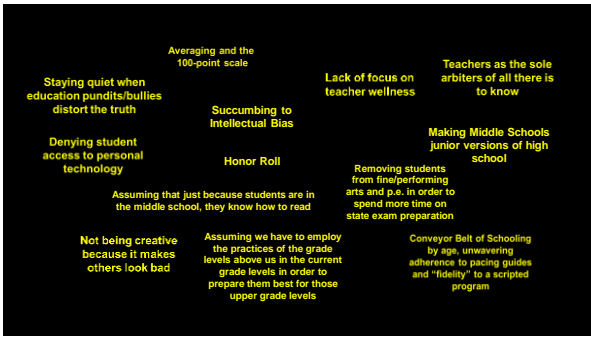 Averaging and the
100-point scale
Staying quiet when
education pundits/bullies
distort the truth
Lack of focus on
teacher wellness
Teachers as the sole
arbiters of all there is
to know
Succumbing to
Intellectual Bias
Denying student
access to personal
technology
Honor Roll
Making Middle Schools
junior versions of high
school
Removing students
from fine/performing
arts and p.e. in order to
spend more time on
state exam preparation
Assuming that just because students are in
the middle school, they know how to read
Not being creative
because it makes
others look bad
Assuming we have to employ
the practices of the grade
levels above us in the current
grade levels in order to
prepare them best for those
upper grade levels
Conveyor Belt of Schooling
by age, unwavering
adherence to pacing guides
and “fidelity” to a scripted
program